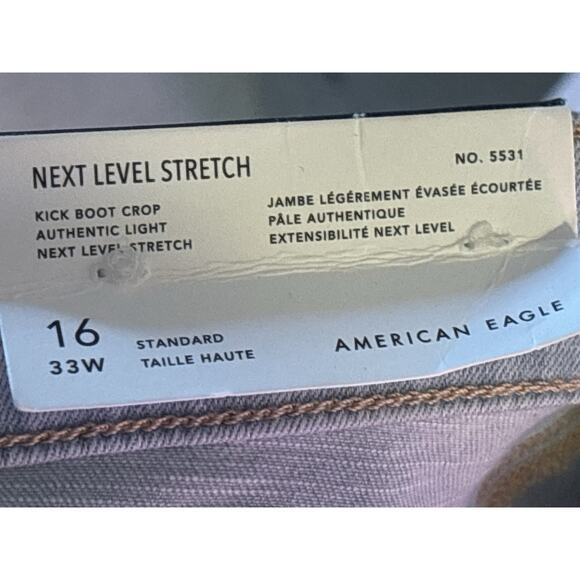 NEXT LEVEL STRETCH
NO. 5531
KICK BOOT CROP
AUTHENTIC LIGHT
NEXT LEVEL STRETCH
JAMBE LÉGÉREMENT ÉVASÉE ÉCOURTÉE
PÂLE AUTHENTIQUE
EXTENSIBILITÉ NEXT LEVEL
16
33W
STANDARD
TAILLE HAUTE
AMERICAN EAGLE